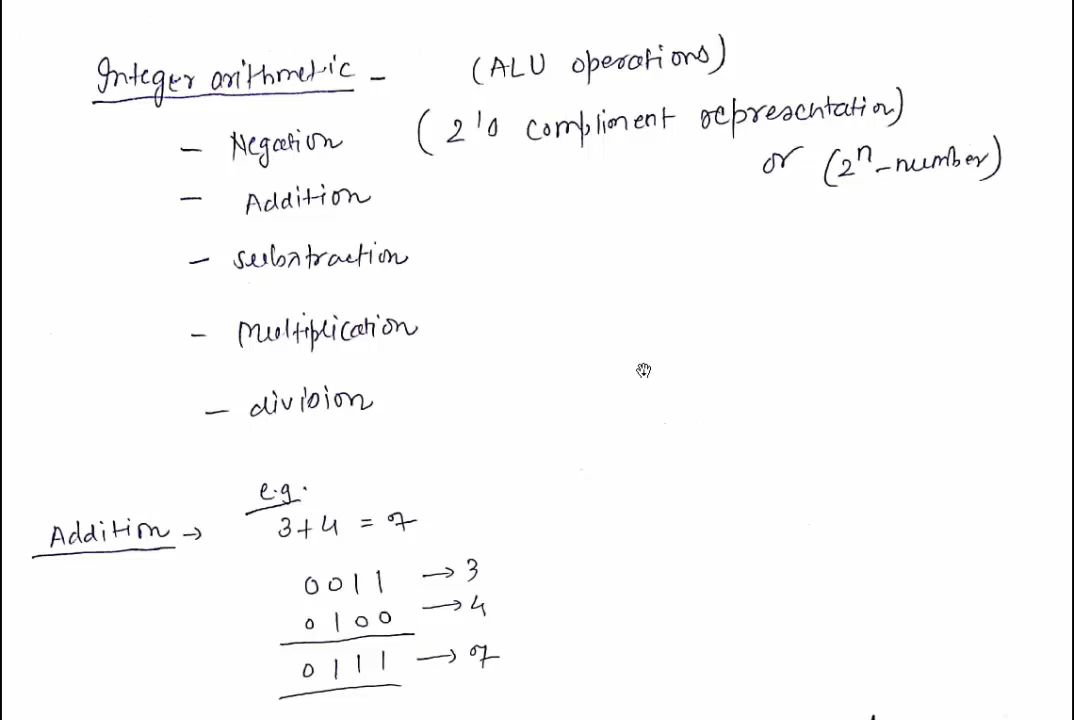 Integer arithmetic - (ALU operations)
- Negation (2's compliment representation)
or (2ⁿ-number)
- Addition
- subtraction
- Multiplication
- division
e.g.
Addition → 3+4 = 7
0011 → 3
0100 → 4
0111 → 7